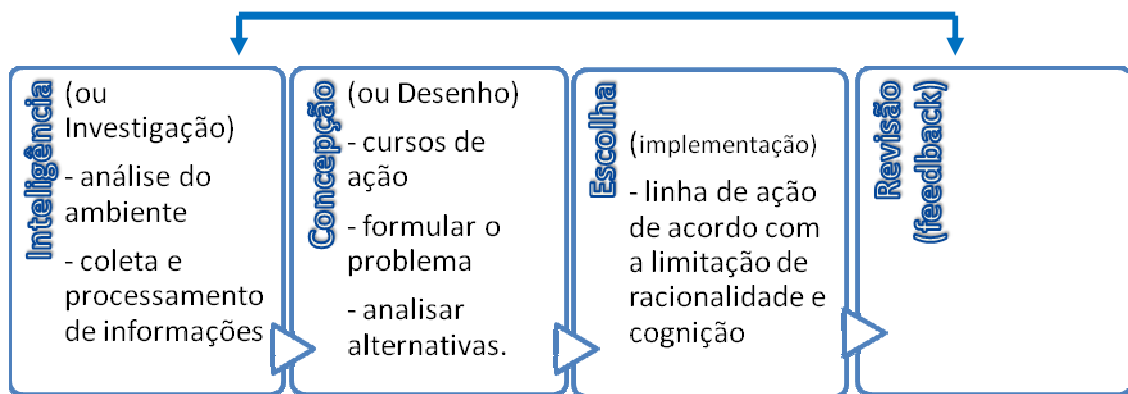 Inteligência
(ou
Investigação)
- análise do
ambiente
- coleta e
processamento
de informações
Concepção
(ou Desenho)
- cursos de
ação
- formular o
problema
- analisar
alternativas.
Escolha
(implementação)
- linha de ação
de acordo com
a limitação de
racionalidade e
cognição
Revisão
(feedback)